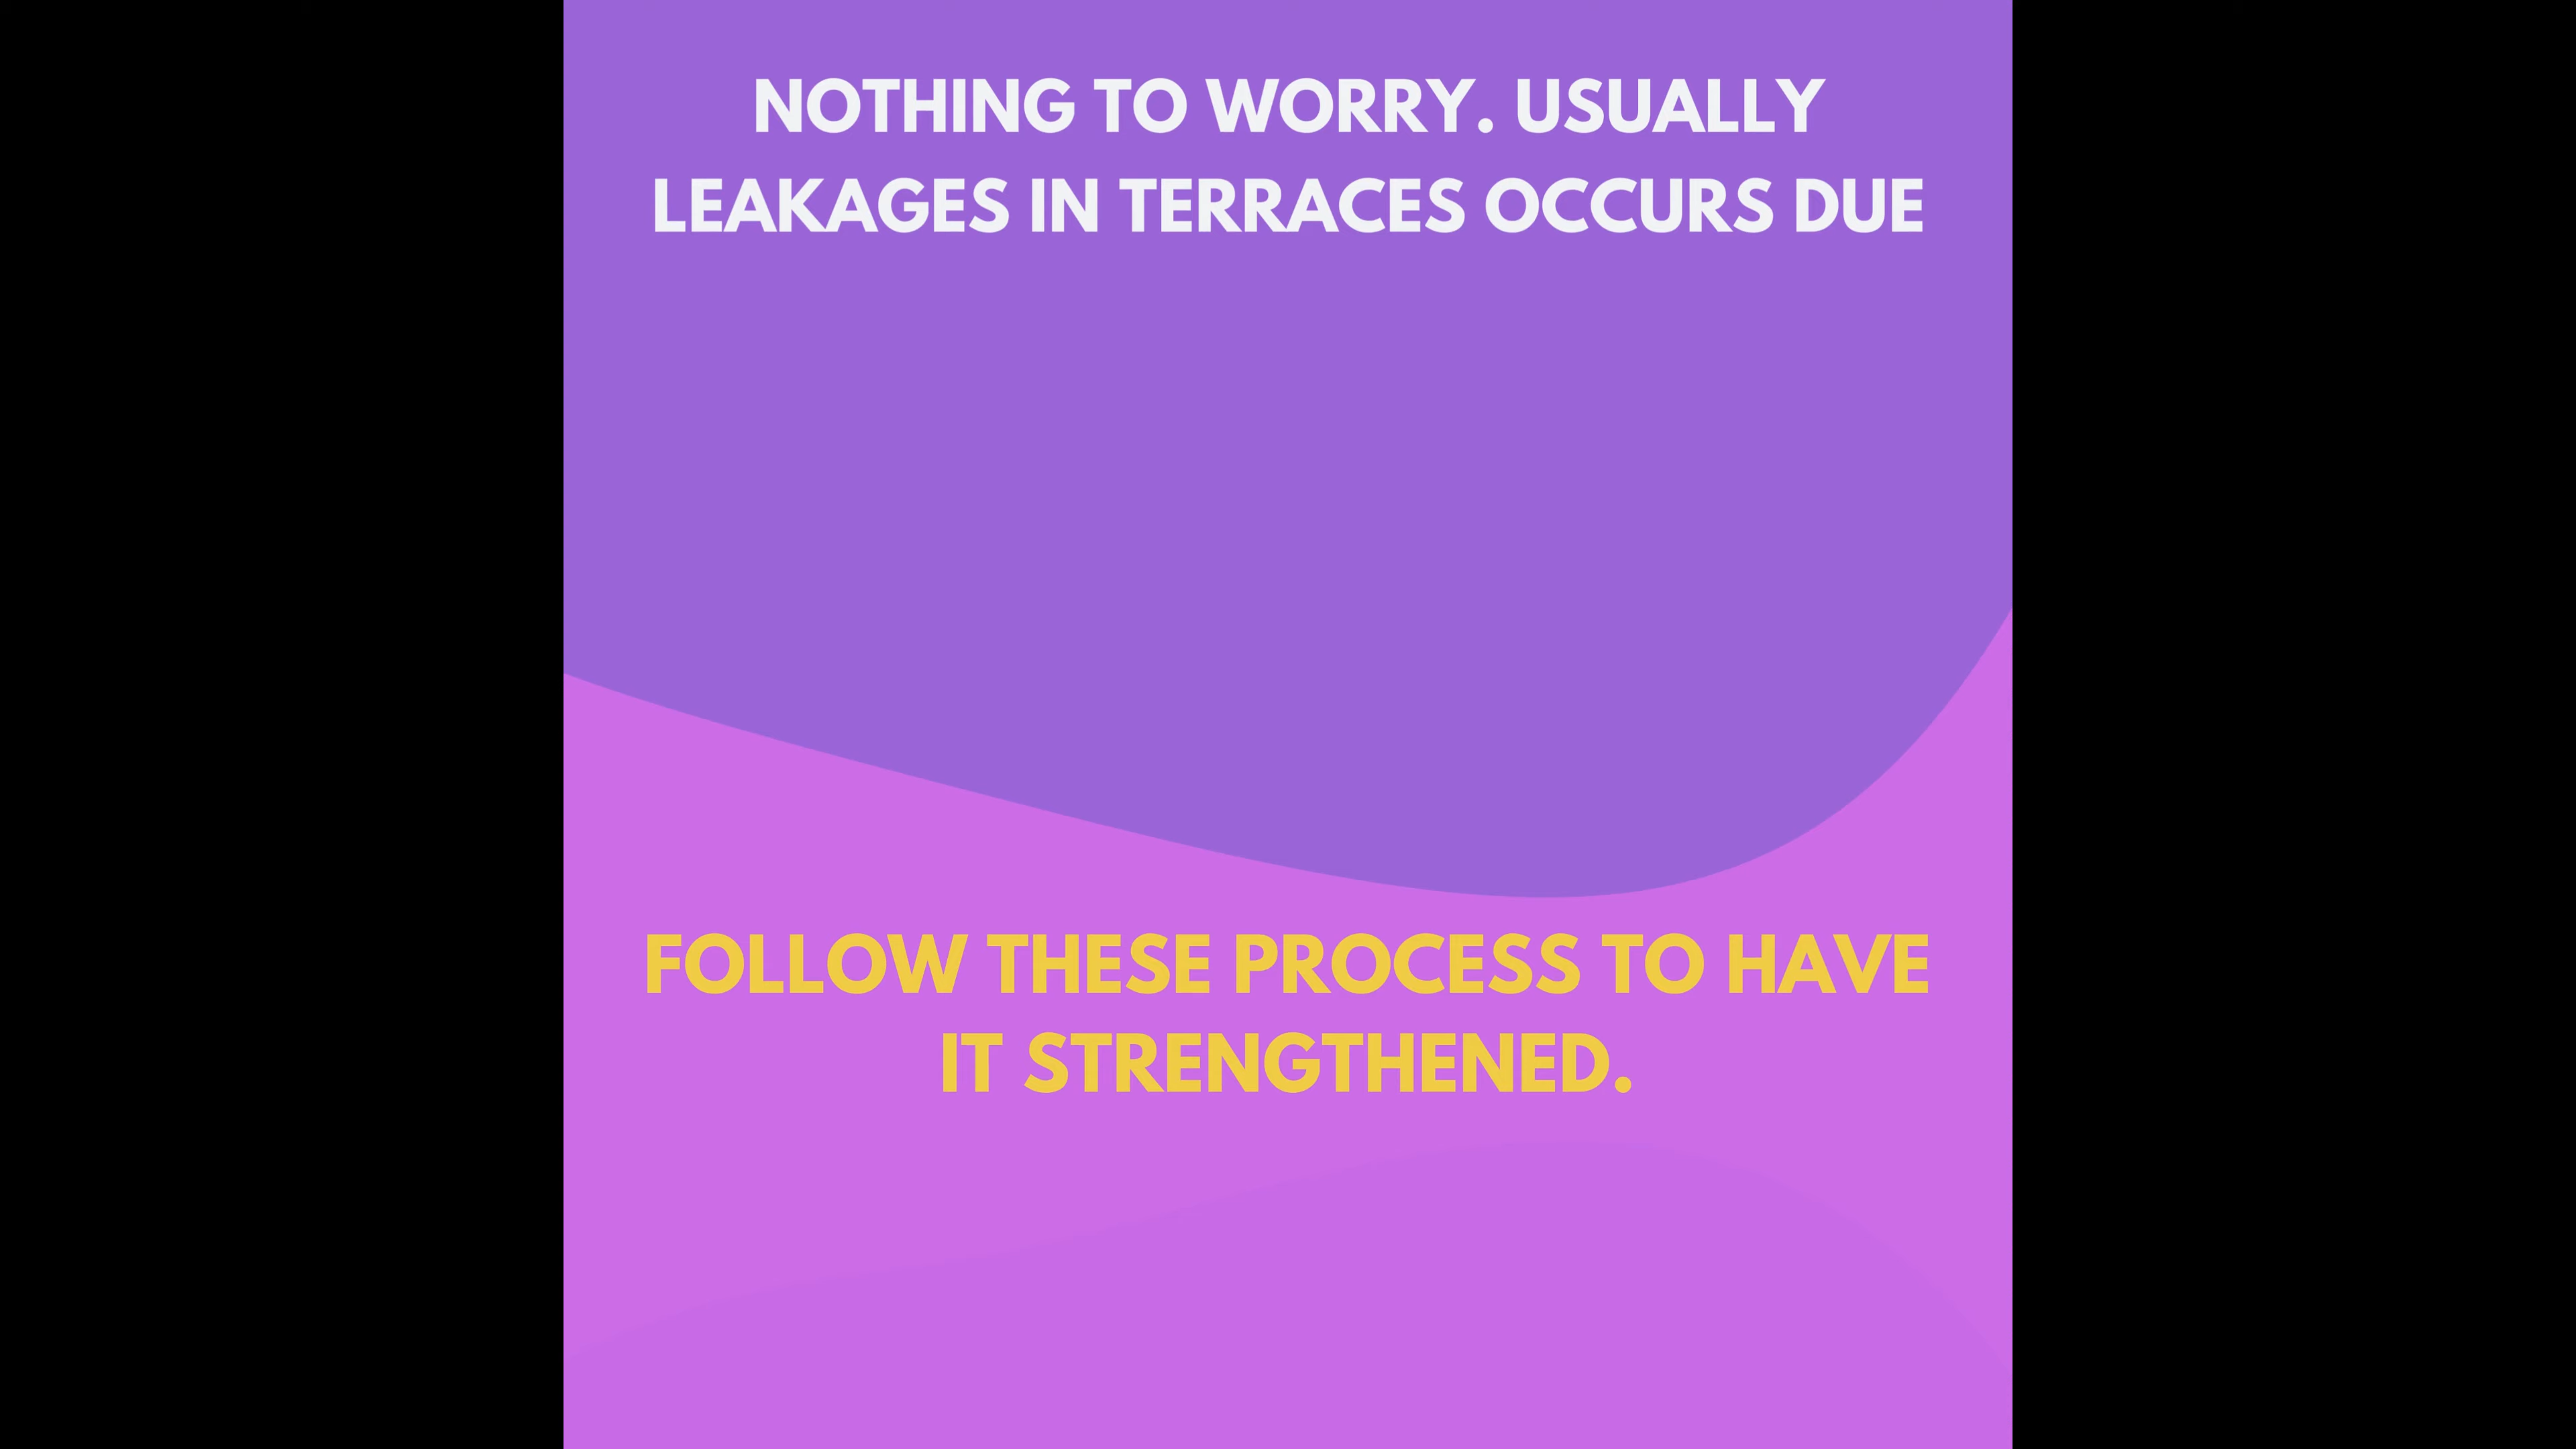 NOTHING TO WORRY. USUALLY
LEAKAGES IN TERRACES OCCURS DUE
FOLLOW THESE PROCESS TO HAVE
IT STRENGTHENED.